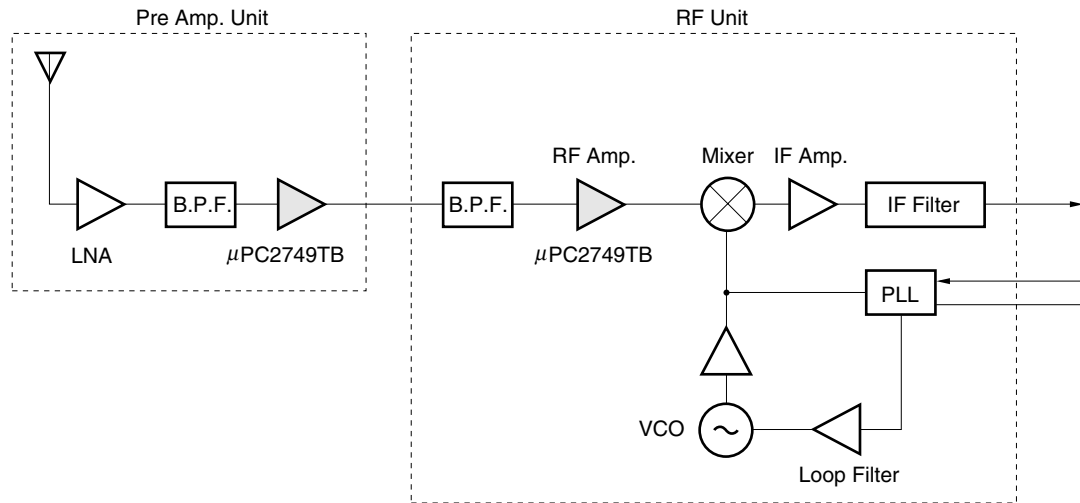 Pre Amp. Unit
RF Unit
RF Amp.
Mixer
IF Amp.
B.P.F.
B.P.F.
IF Filter
LNA
µPC2749TB
µPC2749TB
PLL
VCO
Loop Filter